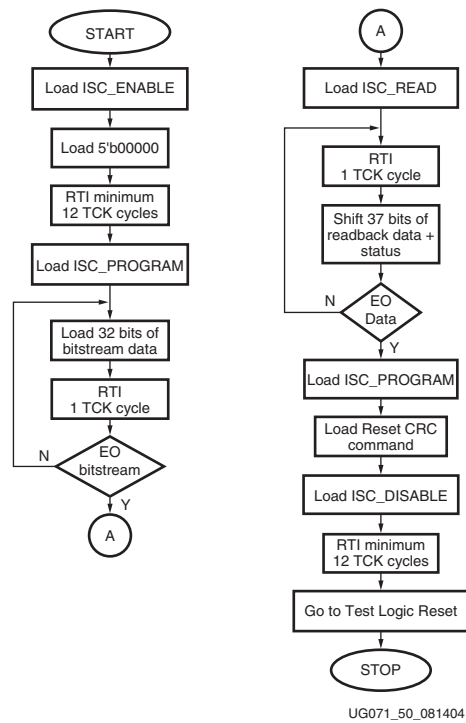 START
Load ISC_ENABLE
Load 5'b00000
RTI minimum
12 TCK cycles
Load ISC_PROGRAM
Load 32 bits of
bitstream data
RTI
1 TCK cycle
N
EO
bitstream
Y
A
A
Load ISC_READ
RTI
1 TCK cycle
Shift 37 bits of
readback data +
status
N
EO
Data
Y
Load ISC_PROGRAM
Load Reset CRC
command
Load ISC_DISABLE
RTI minimum
12 TCK cycles
Go to Test Logic Reset
STOP
UG071_50_081404